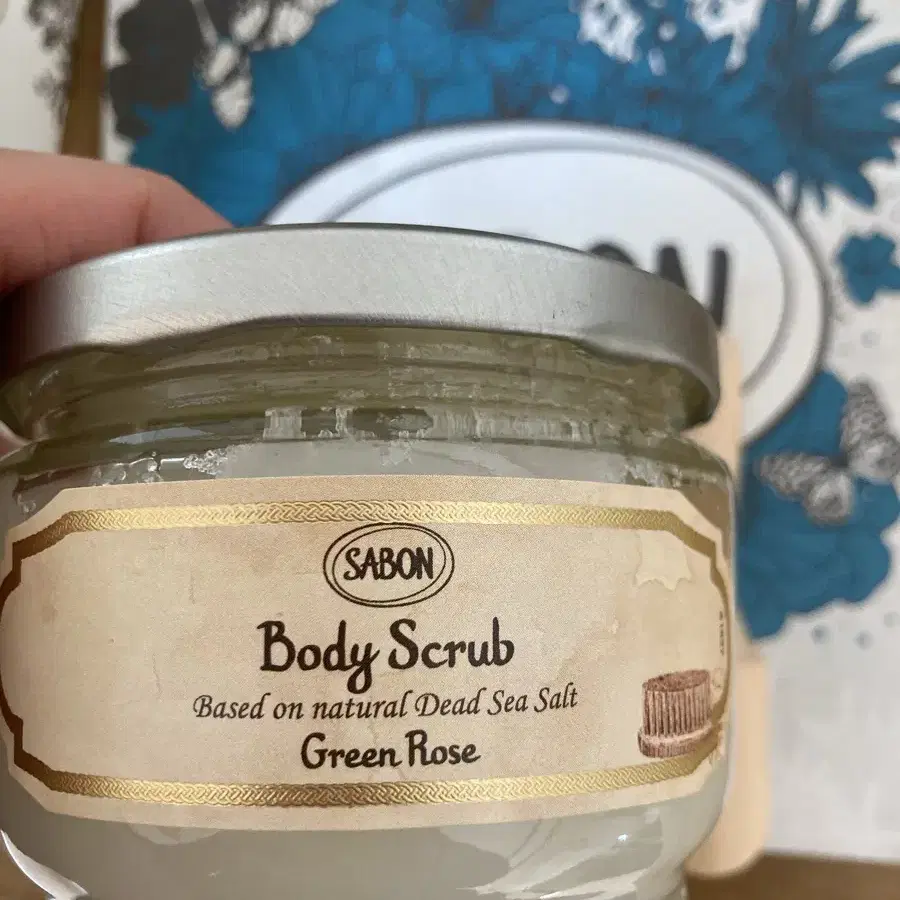 SABON
Body Scrub
Based on natural Dead Sea Salt
Green Rose